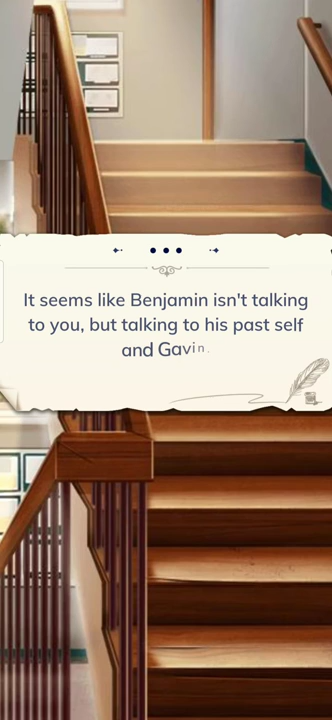 It seems like Benjamin isn't talking
to you, but talking to his past self
and Gavin.